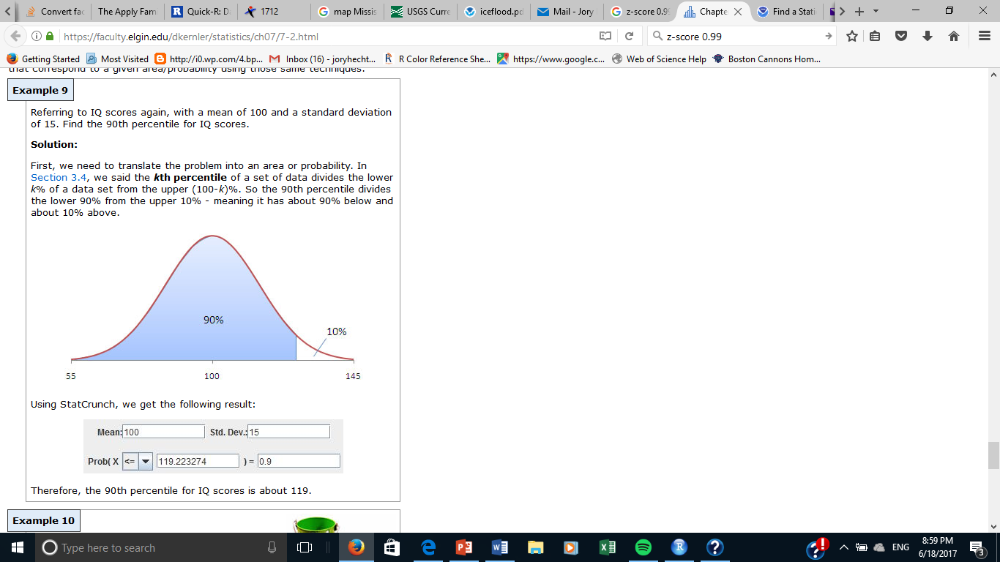 Convert fac
The Apply Fam
Quick-R: D
1712
map Missis
USGS Curre
iceflood.pd
Mail - Jory
z-score 0.9
Chapte
Find a Stati
https://faculty.elgin.edu/dkernler/statistics/ch07/7-2.html
z-score 0.99
Getting Started
Most Visited
http://i0.wp.com/4.bp...
Inbox (16) - joryhecht...
R Color Reference She...
https://www.google.c...
Web of Science Help
Boston Cannons Hom...
that correspond to a given area/probability using those same techniques.
Example 9
Referring to IQ scores again, with a mean of 100 and a standard deviation
of 15. Find the 90th percentile for IQ scores.
Solution:
First, we need to translate the problem into an area or probability. In
Section 3.4, we said the kth percentile of a set of data divides the lower
k% of a data set from the upper (100-k)%. So the 90th percentile divides
the lower 90% from the upper 10% - meaning it has about 90% below and
about 10% above.
90%
10%
55
100
145
Using StatCrunch, we get the following result:
Mean: 100 Std. Dev.: 15
Prob( X <= 119.223274 ) = 0.9
Therefore, the 90th percentile for IQ scores is about 119.
Example 10
Type here to search
ENG
8:59 PM
6/18/2017
3